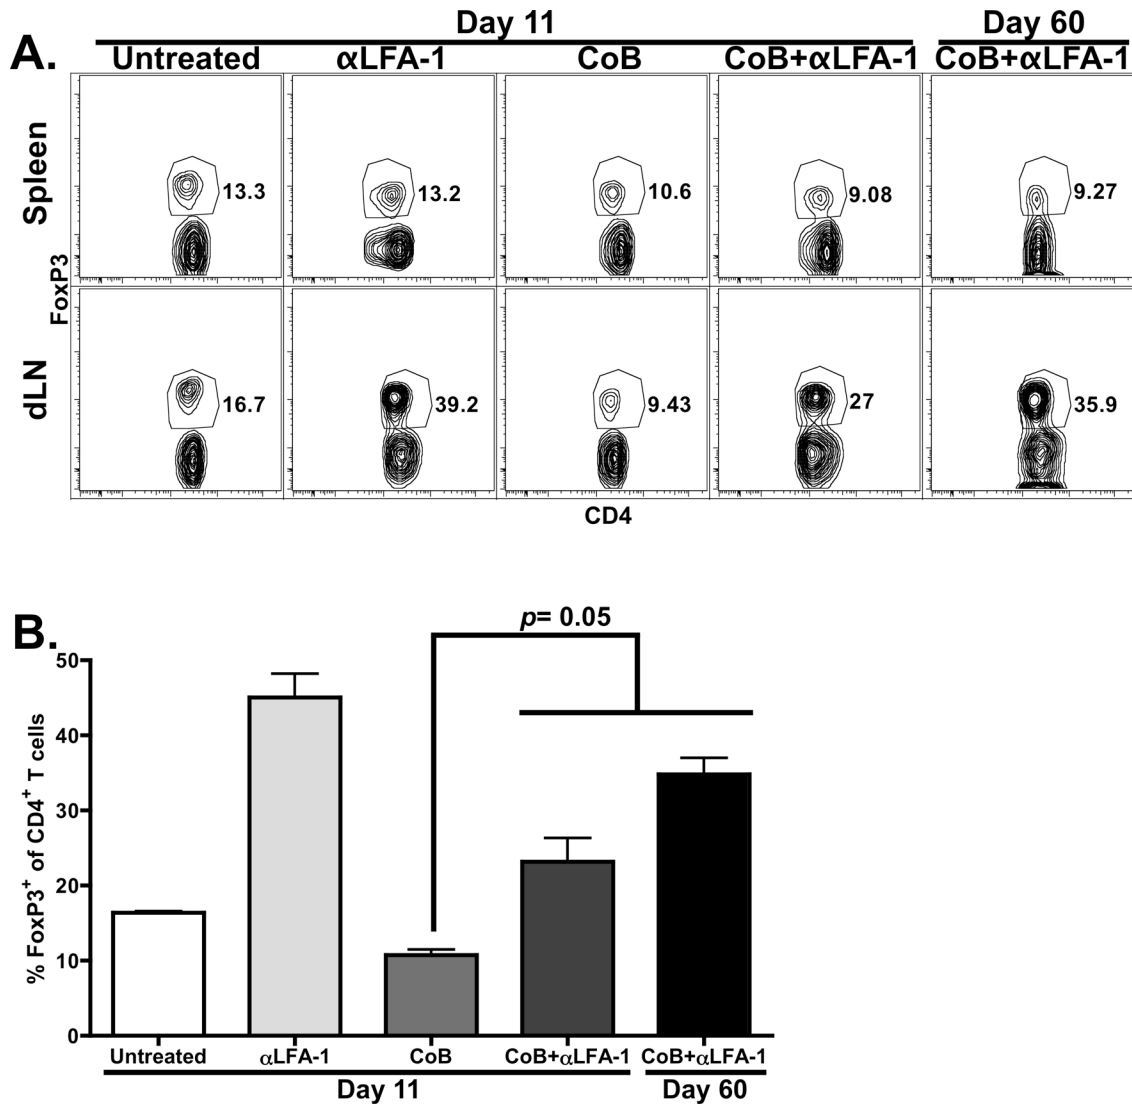 Day 11 Day 60
A.
Untreated αLFA-1 CoB CoB+αLFA-1 CoB+αLFA-1
Spleen
13.3 13.2 10.6 9.08 9.27
FoxP3
dLN
16.7 39.2 9.43 27 35.9
CD4
B.
p= 0.05
% FoxP3⁺ of CD4⁺ T cells
50
40
30
20
10
0
Untreated αLFA-1 CoB CoB+αLFA-1 CoB+αLFA-1
Day 11 Day 60